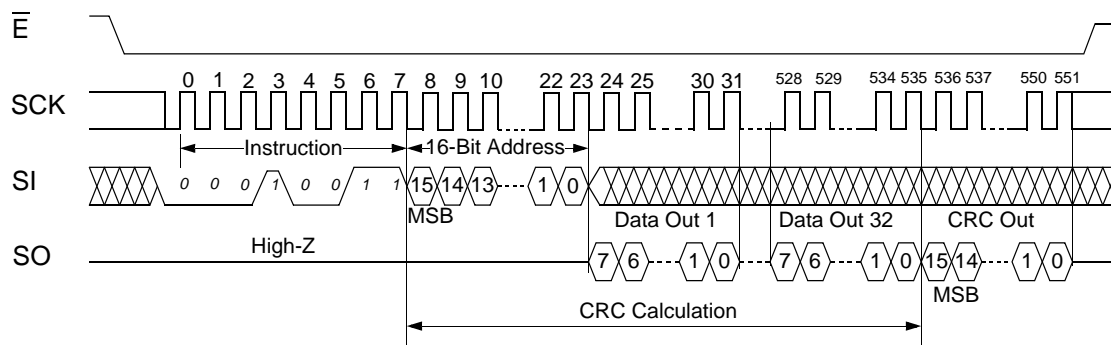 E
0 1 2 3 4 5 6 7 8 9 10 22 23 24 25 30 31 528 529 534 535 536 537 550 551
SCK
Instruction 16-Bit Address
SI 0 0 0 1 0 0 1 1 15 14 13 1 0
MSB Data Out 1 Data Out 32 CRC Out
High-Z
SO 7 6 1 0 7 6 1 0 15 14 1 0
MSB
CRC Calculation